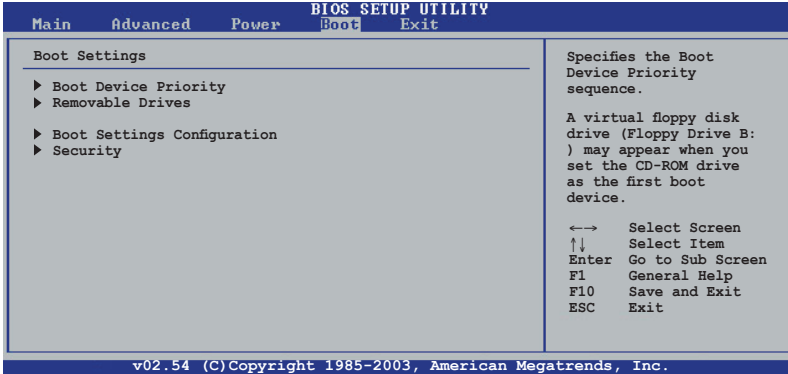 BIOS SETUP UTILITY
Main Advanced Power Boot Exit
Boot Settings
Boot Device Priority
Removable Drives
Boot Settings Configuration
Security
Specifies the Boot
Device Priority
sequence.
A virtual floppy disk
drive (Floppy Drive B:
) may appear when you
set the CD-ROM drive
as the first boot
device.
←→ Select Screen
↑↓ Select Item
Enter Go to Sub Screen
F1 General Help
F10 Save and Exit
ESC Exit
v02.54 (C)Copyright 1985-2003, American Megatrends, Inc.